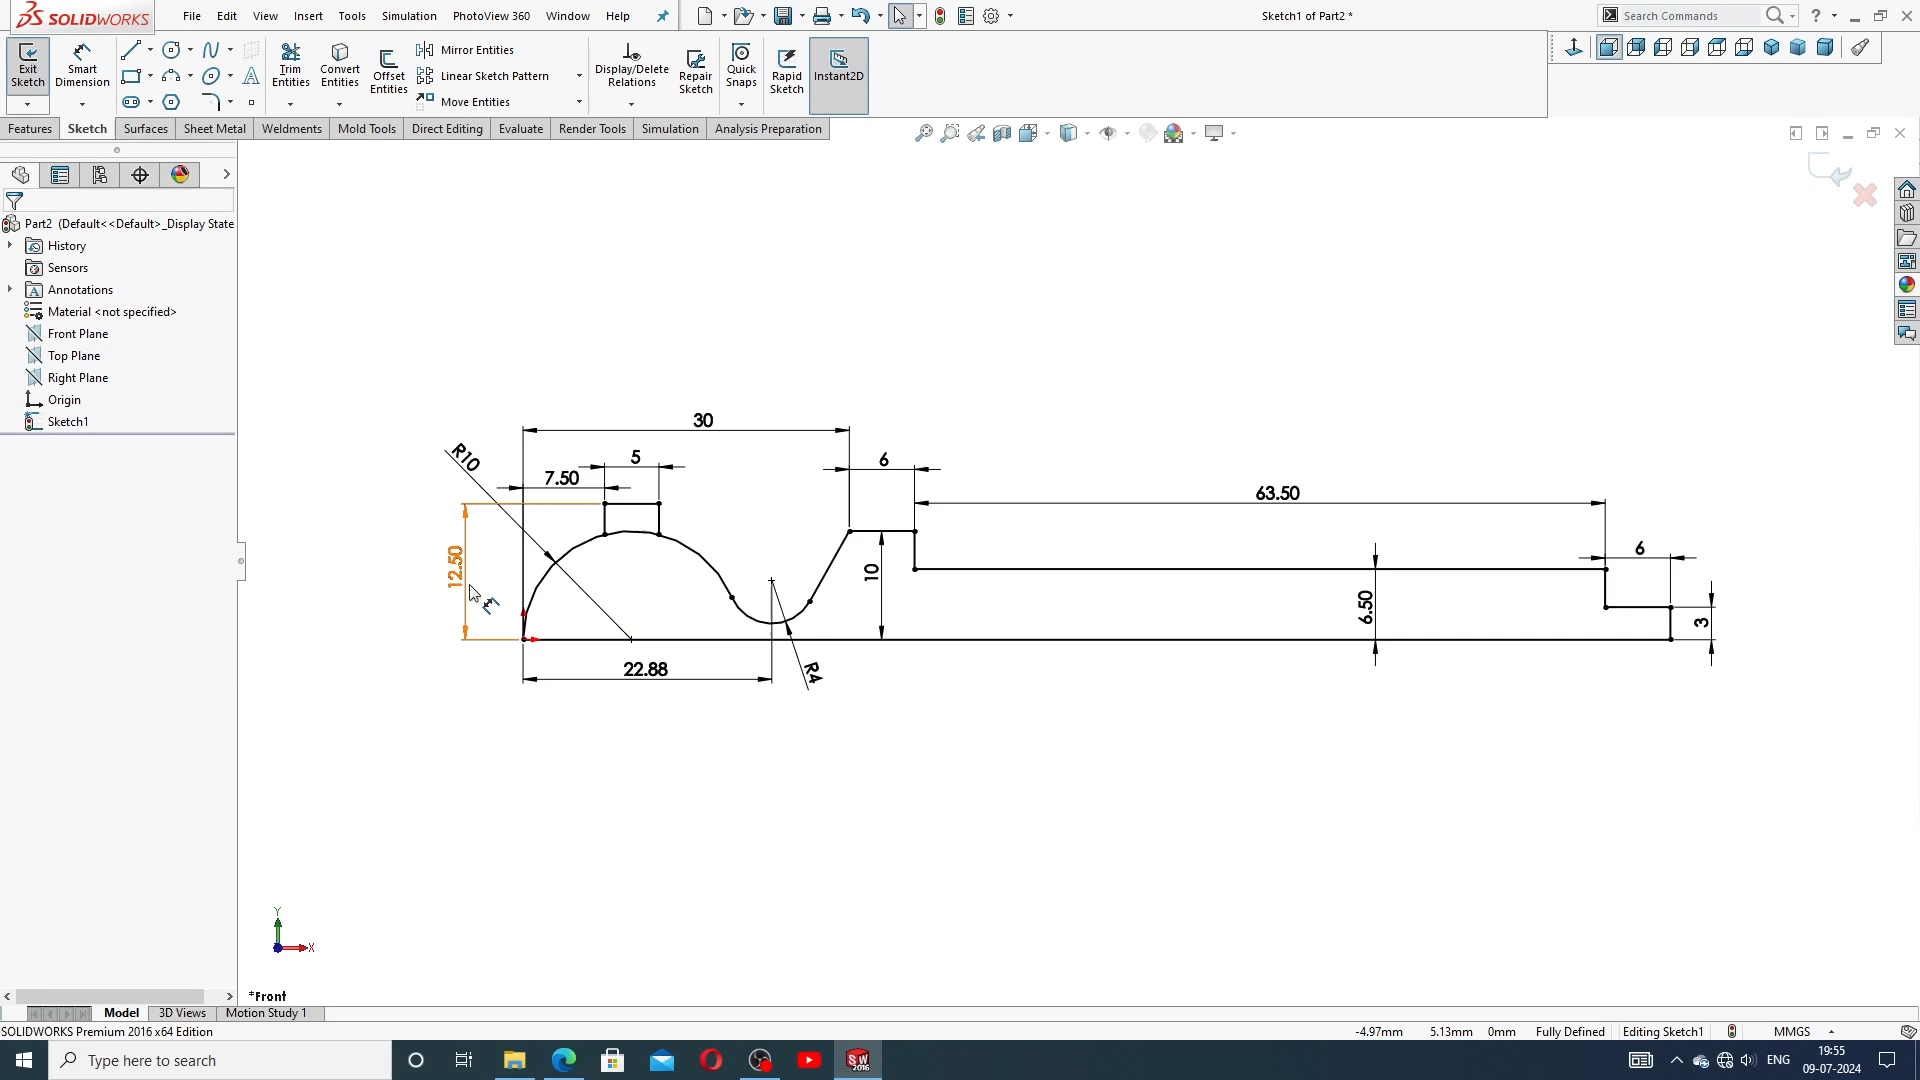 SOLIDWORKS
File Edit View Insert Tools Simulation PhotoView 360 Window Help
Sketch1 of Part2 *
Search Commands
Exit Sketch
Smart Dimension
Trim Entities
Convert Entities
Offset Entities
Mirror Entities
Linear Sketch Pattern
Move Entities
Display/Delete Relations
Repair Sketch
Quick Snaps
Rapid Sketch
Instant2D
Features Sketch Surfaces Sheet Metal Weldments Mold Tools Direct Editing Evaluate Render Tools Simulation Analysis Preparation
Part2 (Default<<Default>_Display State
History
Sensors
Annotations
Material <not specified>
Front Plane
Top Plane
Right Plane
Origin
Sketch1
30
R10
5
7.50
6
63.50
12.50
10
6
6.50
3
22.88
R4
Y
X
*Front
Model 3D Views Motion Study 1
SOLIDWORKS Premium 2016 x64 Edition
-4.97mm 5.13mm 0mm Fully Defined Editing Sketch1 MMGS
Type here to search
SW
2016
ENG
19:55
09-07-2024